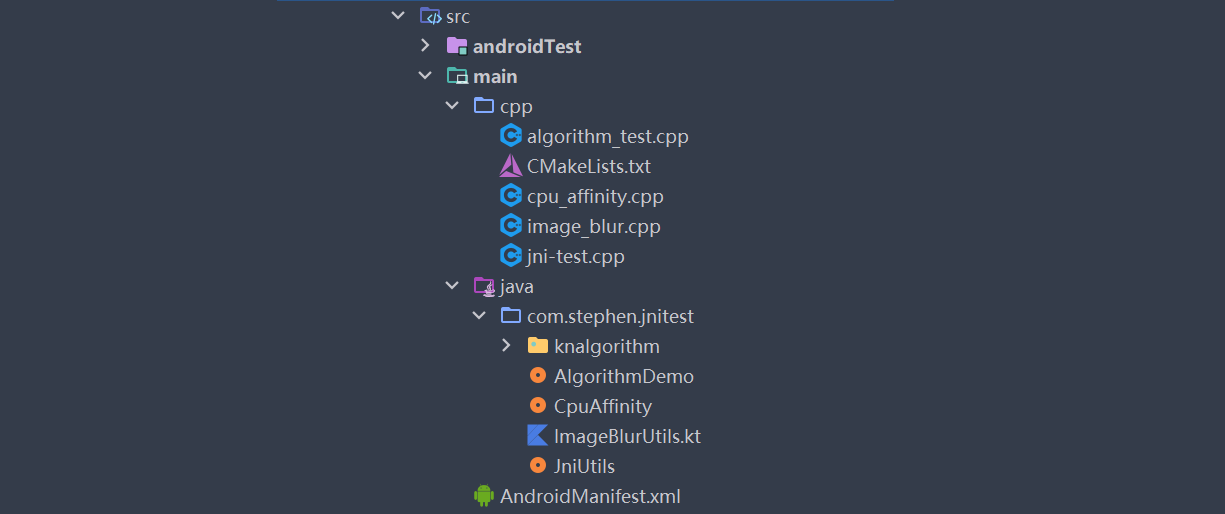 src
androidTest
main
cpp
algorithm_test.cpp
CMakeLists.txt
cpu_affinity.cpp
image_blur.cpp
jni-test.cpp
java
com.stephen.jnitest
knalgorithm
AlgorithmDemo
CpuAffinity
ImageBlurUtils.kt
JniUtils
AndroidManifest.xml